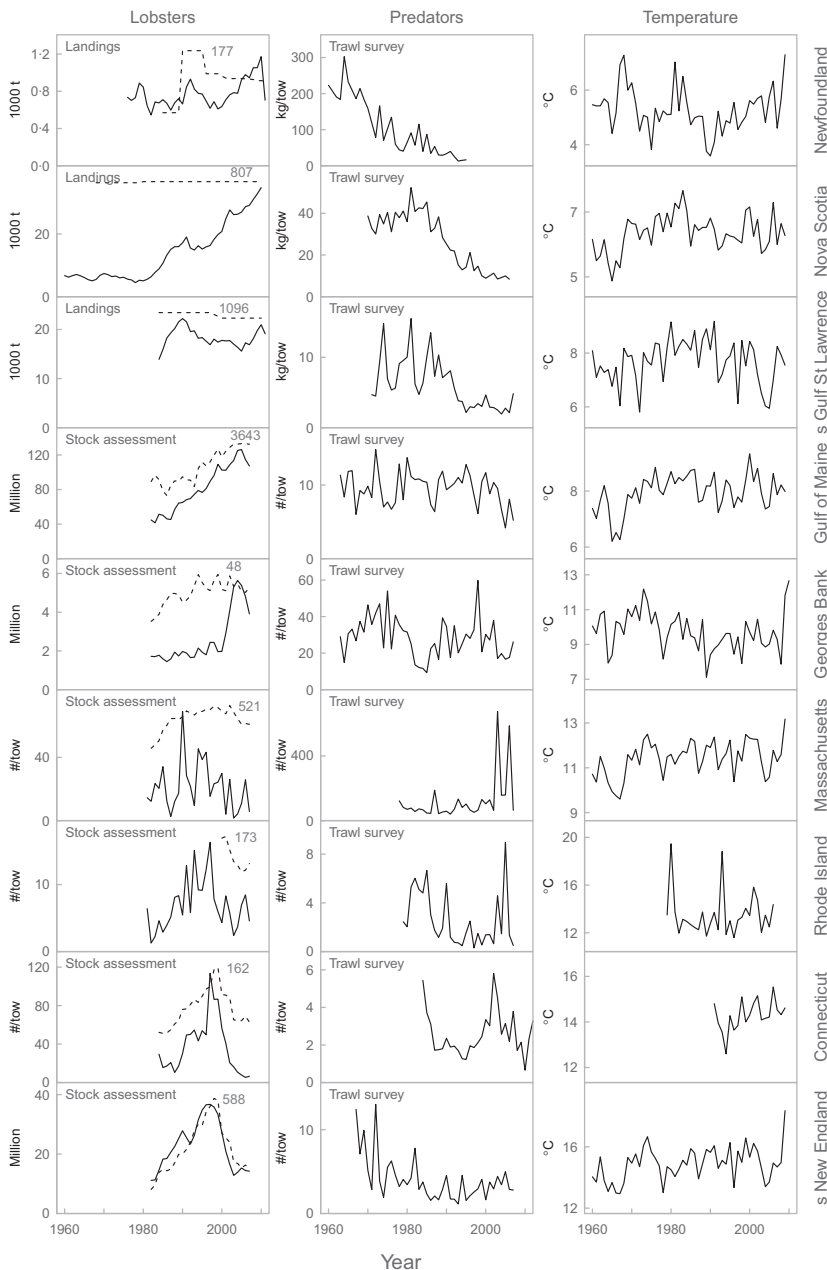 Lobsters Predators Temperature
Landings 177
1000 t
1·2
0·8
0·4
0·0
Trawl survey
kg/tow
300
200
100
0
°C
6
4
Newfoundland
Landings 807
1000 t
20
0
Trawl survey
kg/tow
40
20
0
°C
7
5
Nova Scotia
Landings 1096
1000 t
20
10
0
Trawl survey
kg/tow
10
0
°C
8
6
s Gulf St Lawrence
Stock assessment 3643
Million
120
80
40
0
Trawl survey
#/tow
10
0
°C
8
6
Gulf of Maine
Stock assessment 48
Million
6
4
2
0
Trawl survey
#/tow
60
40
20
0
°C
13
11
9
7
Georges Bank
Stock assessment 521
#/tow
40
0
Trawl survey
#/tow
400
0
°C
13
11
9
Massachusetts
Stock assessment 173
#/tow
10
0
Trawl survey
#/tow
8
4
0
°C
20
16
12
Rhode Island
Stock assessment 162
#/tow
120
80
40
0
Trawl survey
#/tow
6
4
2
0
°C
16
14
12
Connecticut
Stock assessment 588
Million
40
20
0
Trawl survey
#/tow
10
0
°C
16
12
s New England
1960 1980 2000 1960 1980 2000 1960 1980 2000
Year